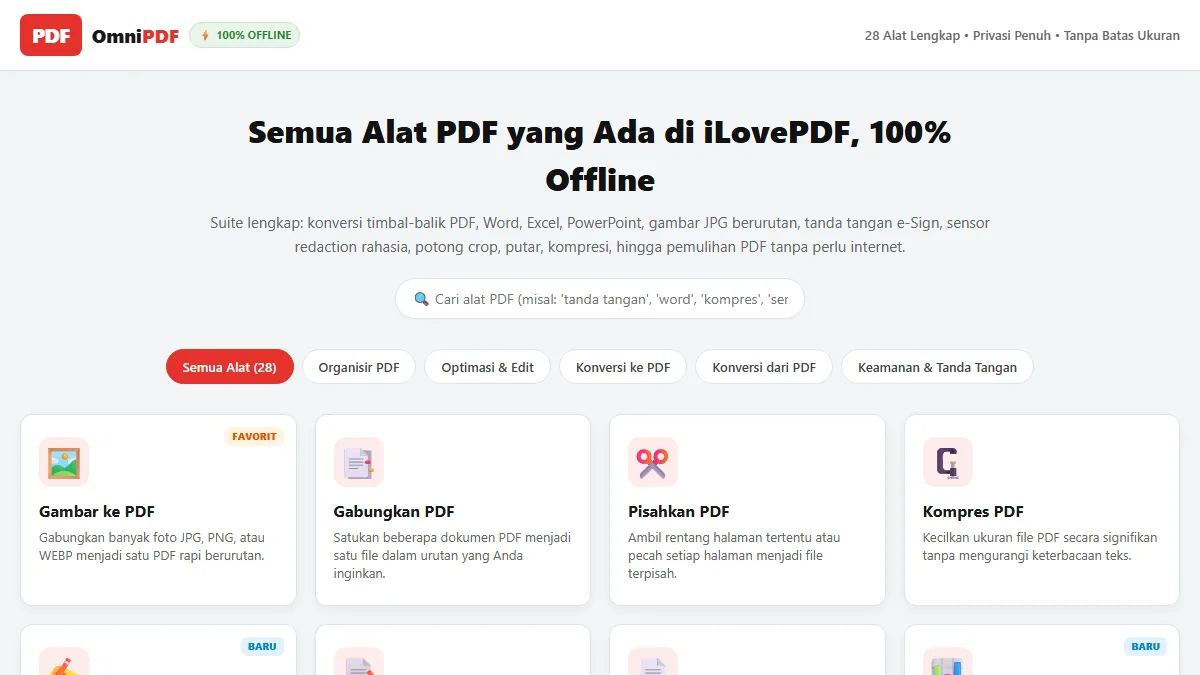 PDF OmniPDF ⚡ 100% OFFLINE
28 Alat Lengkap • Privasi Penuh • Tanpa Batas Ukuran
Semua Alat PDF yang Ada di iLovePDF, 100%
Offline
Suite lengkap: konversi timbal-balik PDF, Word, Excel, PowerPoint, gambar JPG berurutan, tanda tangan e-Sign, sensor
redaction rahasia, potong crop, putar, kompresi, hingga pemulihan PDF tanpa perlu internet.
🔍 Cari alat PDF (misal: 'tanda tangan', 'word', 'kompres', 'ser
Semua Alat (28)
Organisir PDF
Optimasi & Edit
Konversi ke PDF
Konversi dari PDF
Keamanan & Tanda Tangan
FAVORIT
Gambar ke PDF
Gabungkan banyak foto JPG, PNG, atau
WEBP menjadi satu PDF rapi berurutan.
Gabungkan PDF
Satukan beberapa dokumen PDF menjadi
satu file dalam urutan yang Anda
inginkan.
Pisahkan PDF
Ambil rentang halaman tertentu atau
pecah setiap halaman menjadi file
terpisah.
Kompres PDF
Kecilkan ukuran file PDF secara signifikan
tanpa mengurangi keterbacaan teks.
BARU
BARU